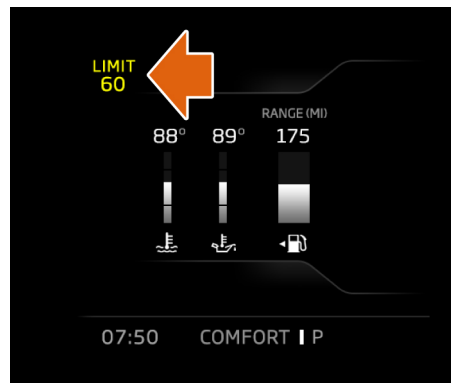 LIMIT
60
RANGE (MI)
88° 89° 175
07:50 COMFORT P